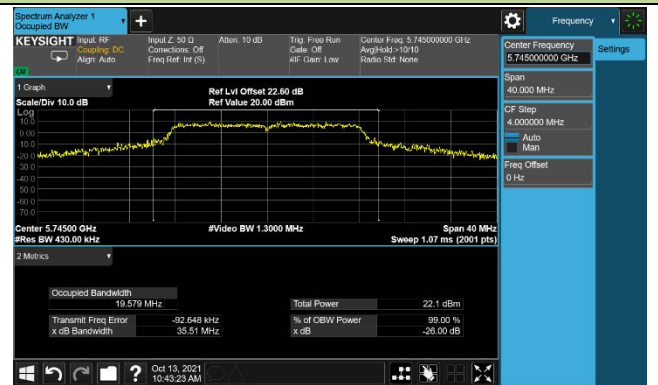 Spectrum Analyzer 1
Occupied BW
Frequency
KEYSIGHT
Input: RF
Coupling: DC
Align: Auto
Input Z: 50 Ω
Corrections: Off
Freq Ref: Int (S)
Atten: 10 dB
Trig: Free Run
Gate: Off
#IF Gain: Low
Center Freq: 5.745000000 GHz
Avg|Hold:>10/10
Radio Std: None
Center Frequency
5.745000000 GHz
Settings
Span
40.000 MHz
CF Step
4.000000 MHz
Auto
Man
Freq Offset
0 Hz
1 Graph
Scale/Div 10.0 dB
Ref Lvl Offset 22.60 dB
Ref Value 20.00 dBm
Log
10.0
0.00
-10.0
-20.0
-30.0
-40.0
-50.0
-60.0
-70.0
Center 5.74500 GHz
#Res BW 430.00 kHz
#Video BW 1.3000 MHz
Span 40 MHz
Sweep 1.07 ms (2001 pts)
2 Metrics
Occupied Bandwidth
19.579 MHz
Total Power 22.1 dBm
Transmit Freq Error -92.648 kHz
% of OBW Power 99.00 %
x dB Bandwidth 35.51 MHz
x dB -26.00 dB
?
Oct 13, 2021
10:43:23 AM